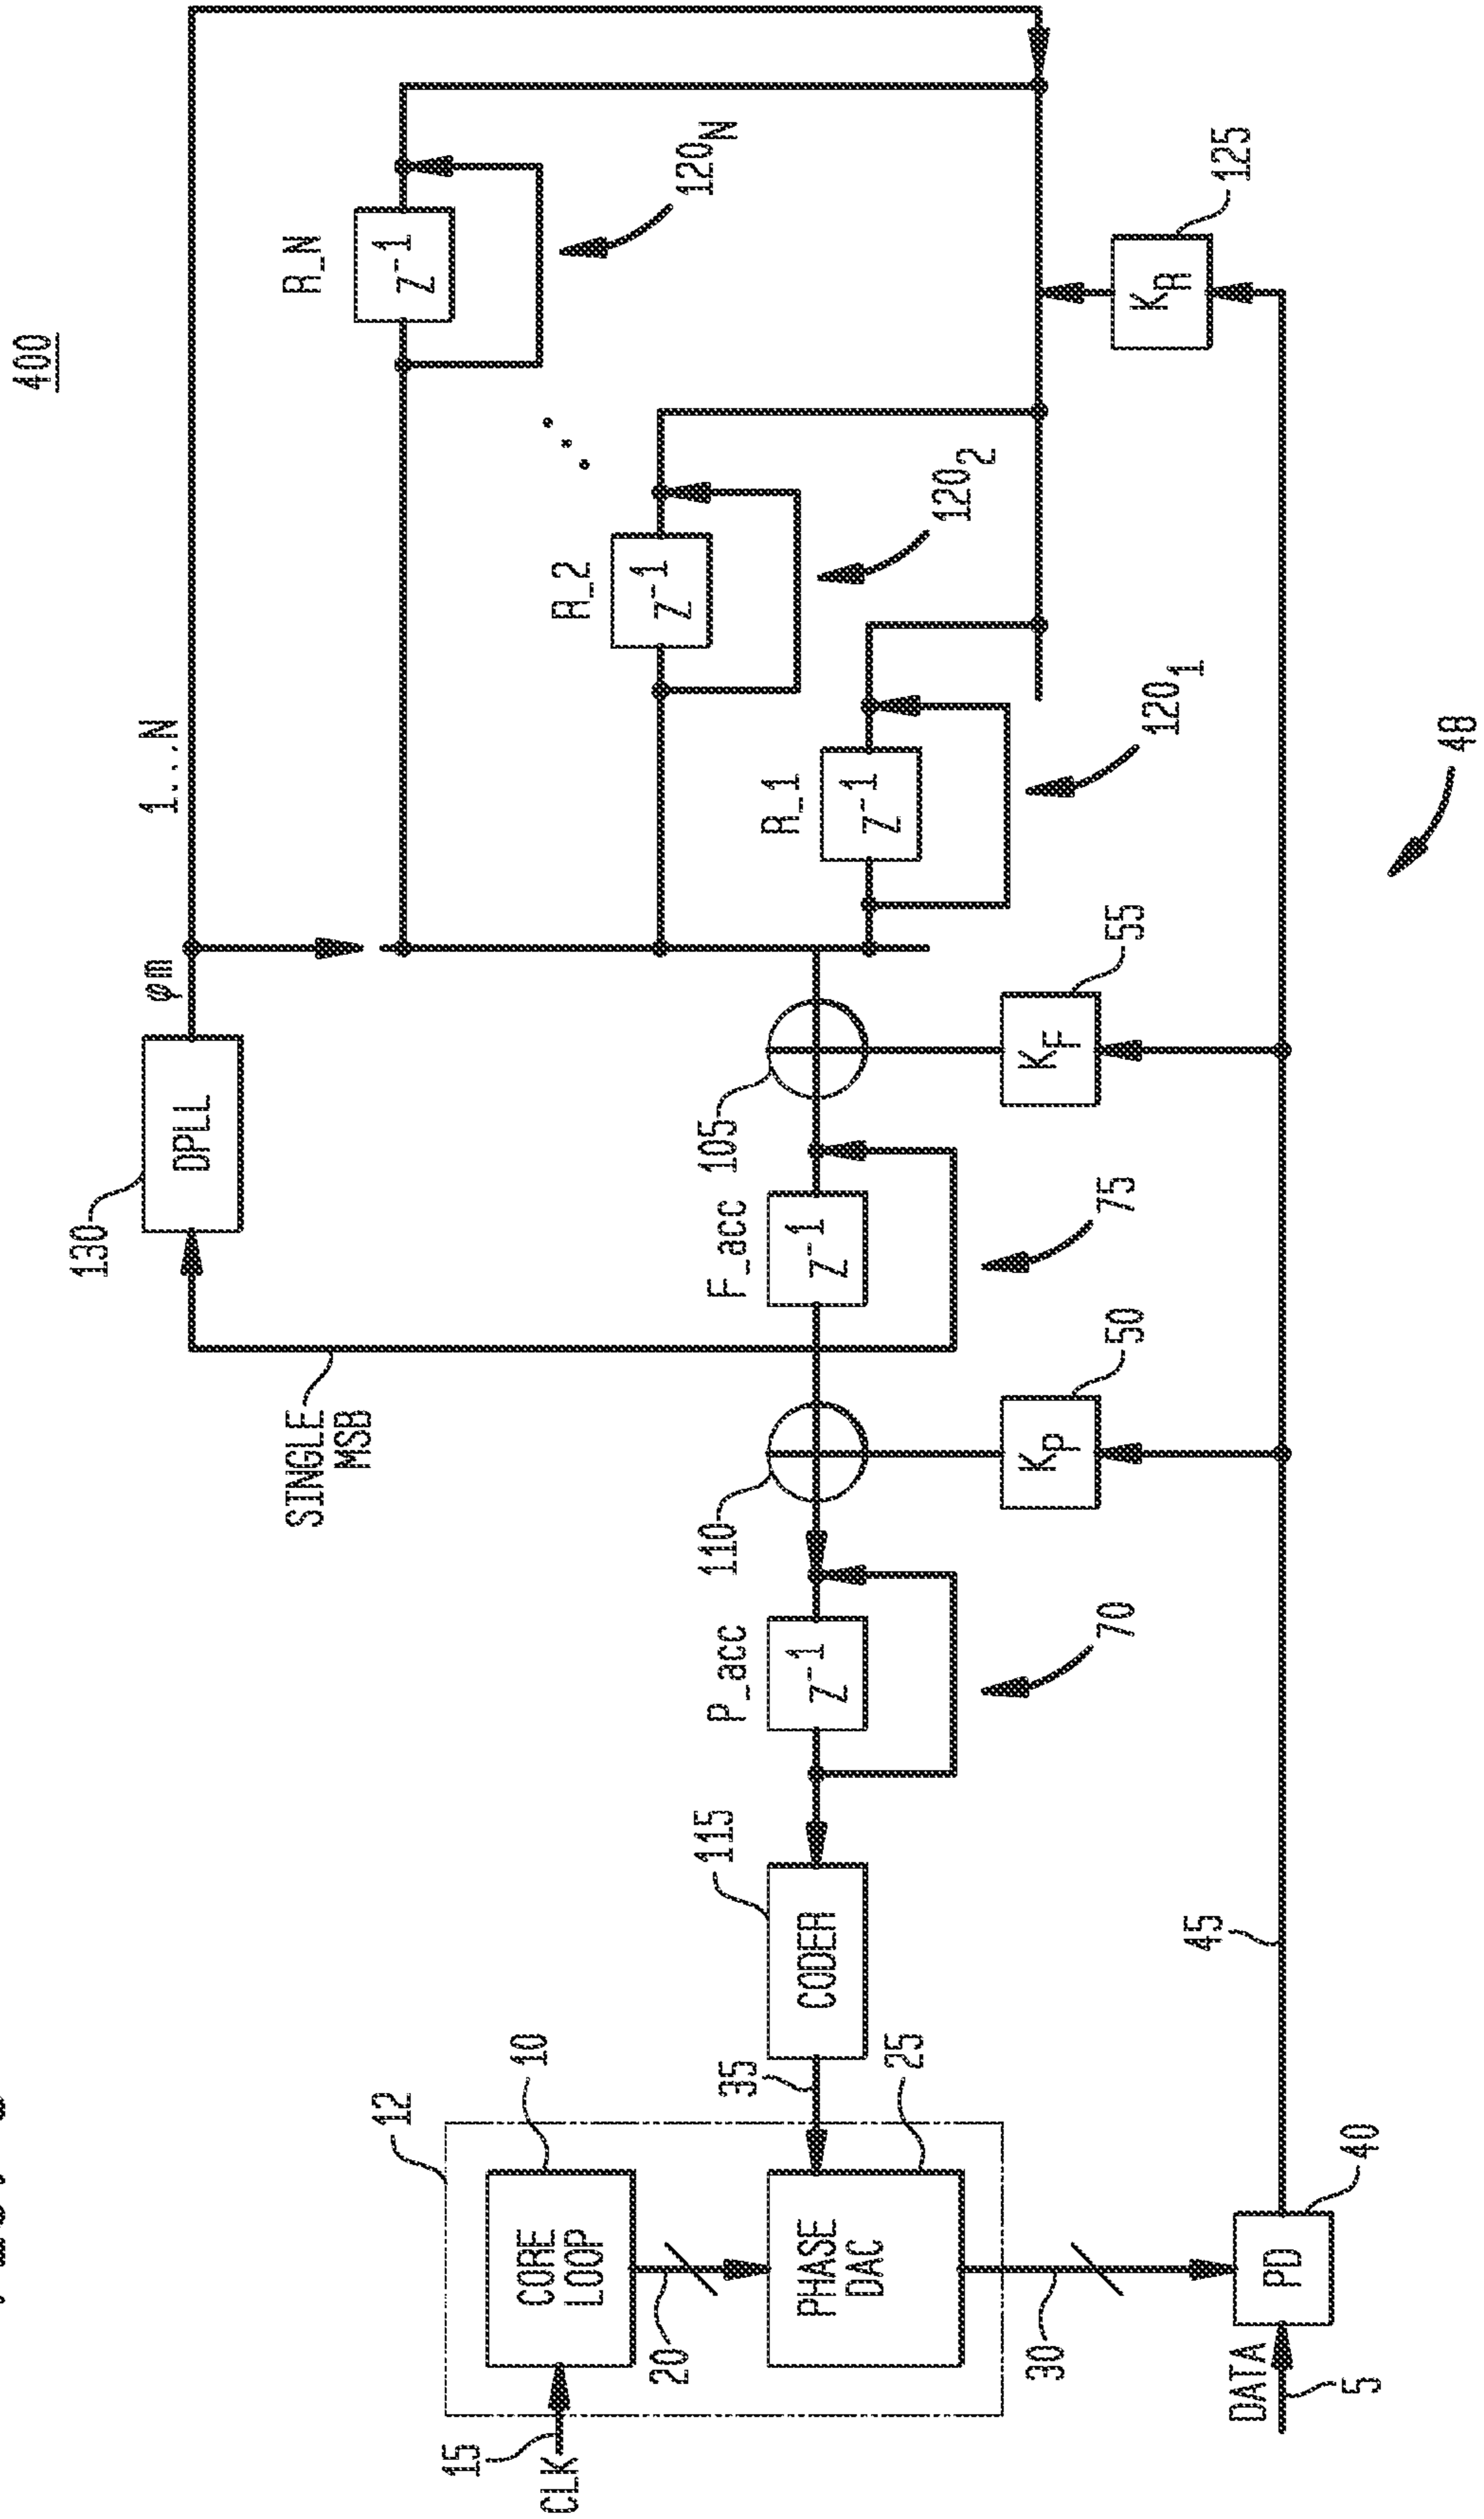 400
130
DPLL
φm
1...N
R_N
Z⁻¹
120N
SINGLE
MSB
R_2
Z⁻¹
120₂
12
CORE
LOOP
10
15
CLK
20
PHASE
DAC
25
35
CODER
115
P_acc
Z⁻¹
70
110
F_acc
Z⁻¹
75
105
R_1
Z⁻¹
120₁
30
KP
50
KF
55
KR
125
DATA
5
PD
40
45
48